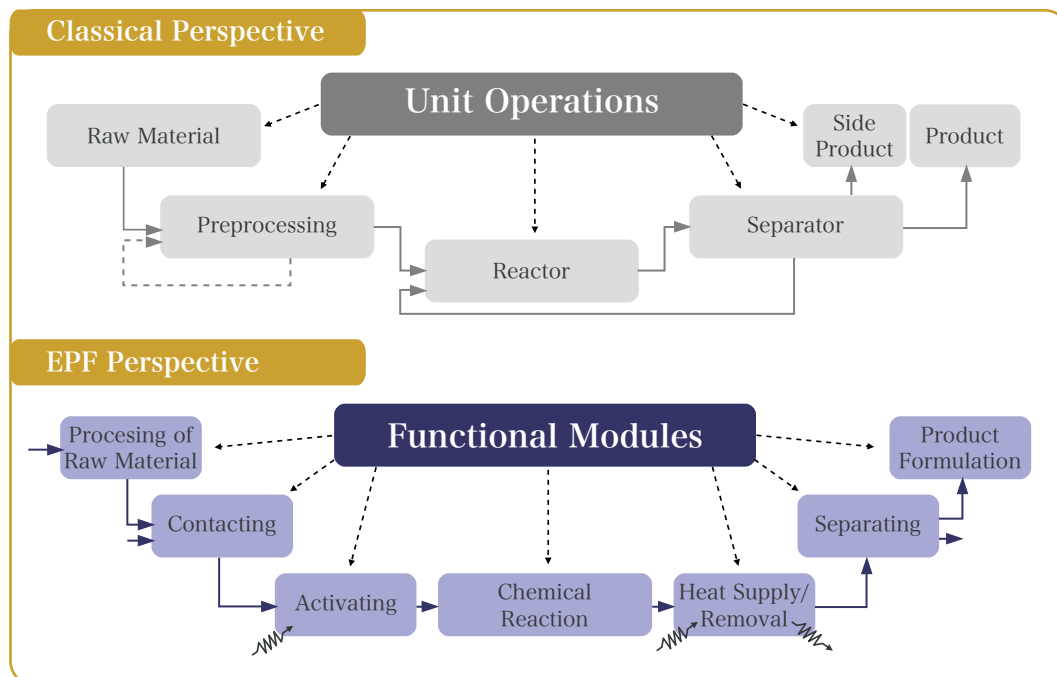 Classical Perspective
Unit Operations
Raw Material
Side
Product
Product
Preprocessing
Separator
Reactor
EPF Perspective
Functional Modules
Procesing of
Raw Material
Product
Formulation
Contacting
Separating
Activating
Chemical
Reaction
Heat Supply/
Removal